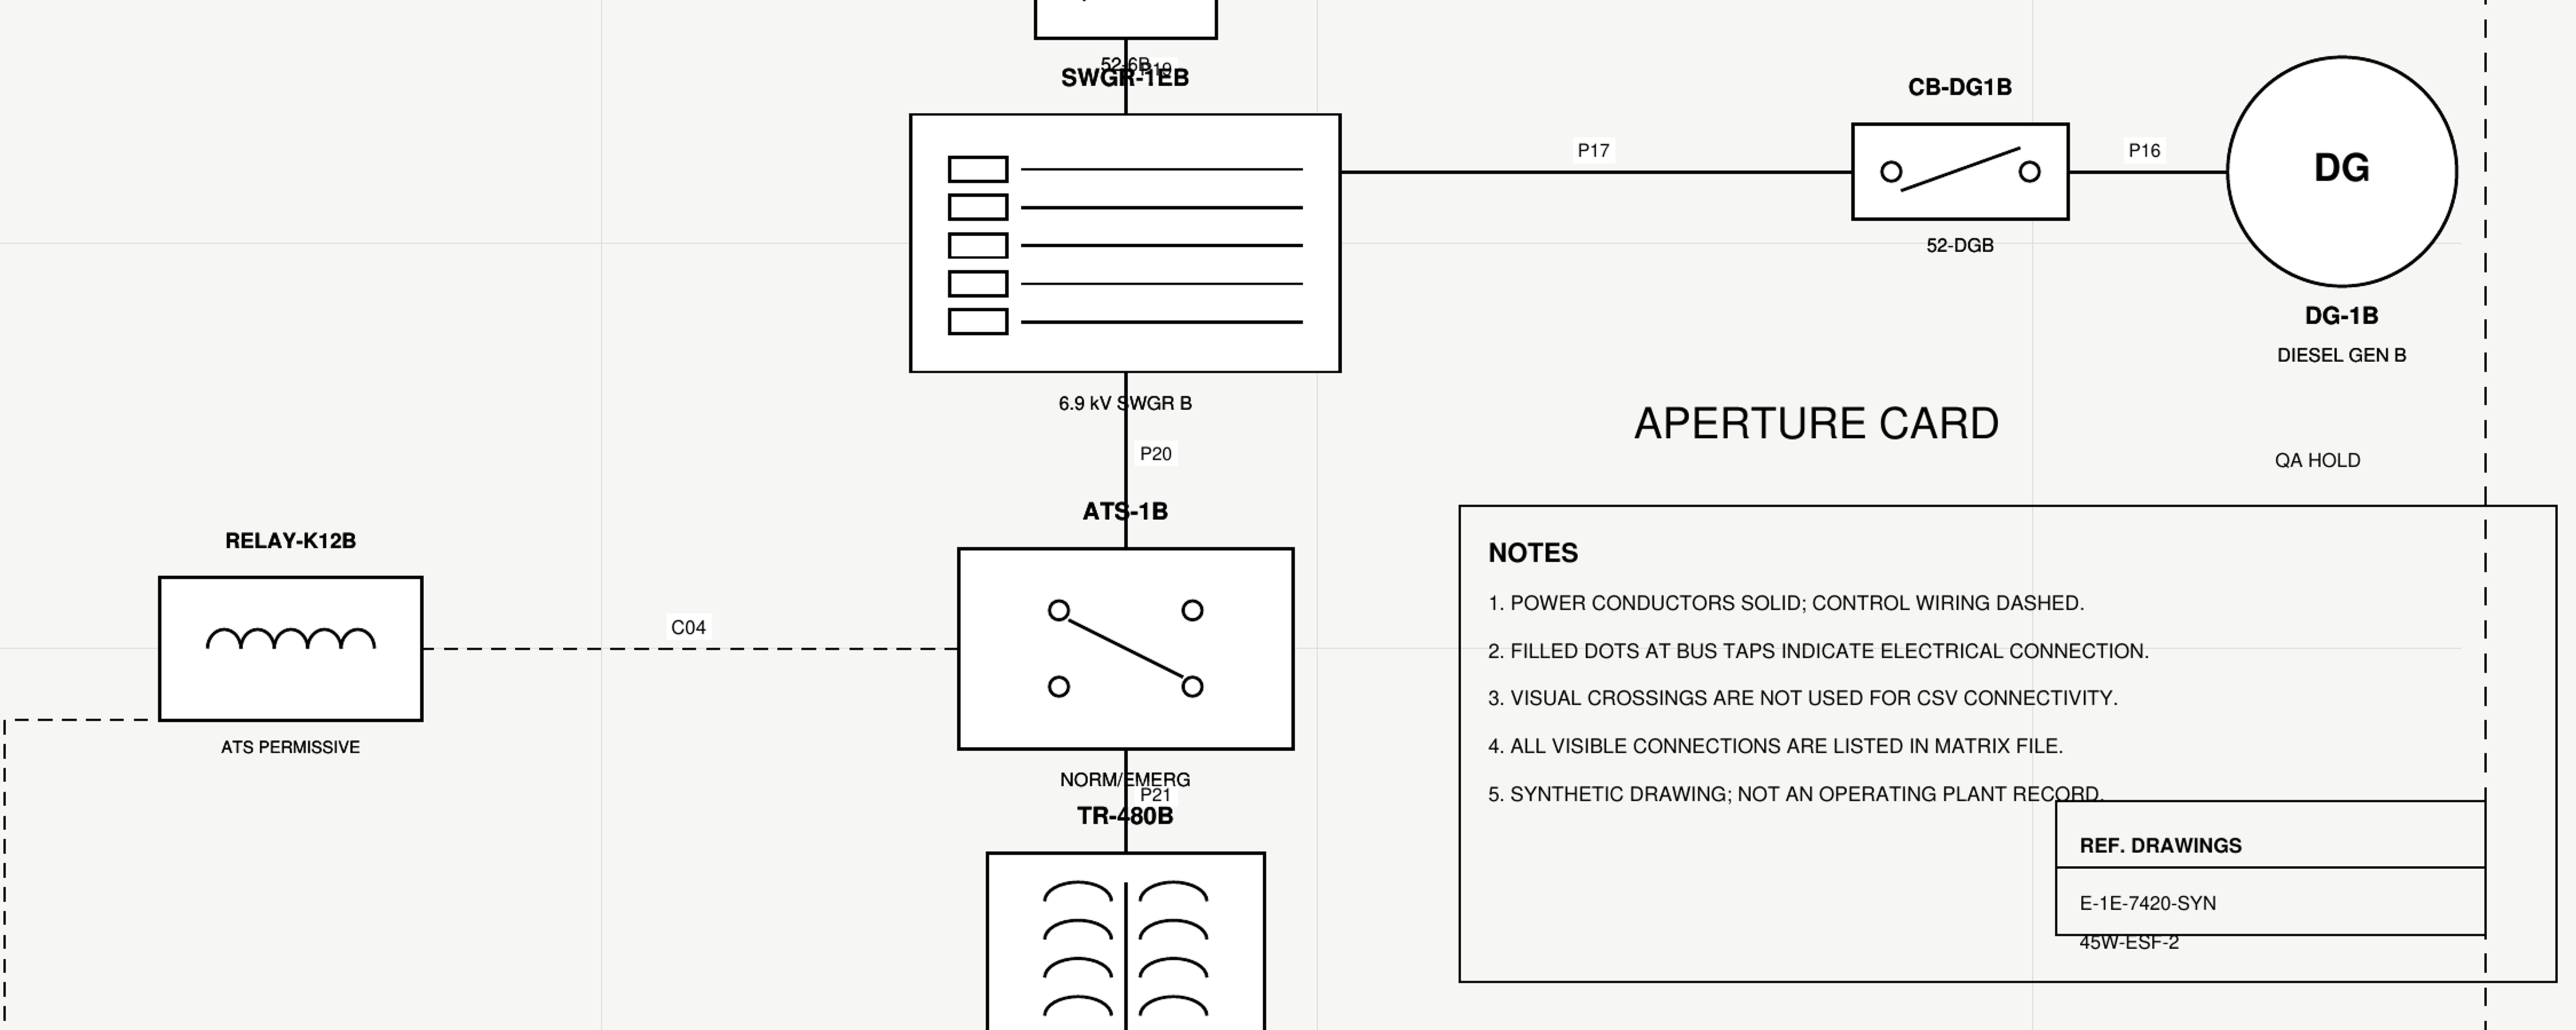 52-6B
P19
SWGR-1EB
CB-DG1B
P17
P16
DG
52-DGB
DG-1B
DIESEL GEN B
6.9 kV SWGR B
APERTURE CARD
P20
QA HOLD
ATS-1B
RELAY-K12B
C04
ATS PERMISSIVE
NORM/EMERG
P21
TR-480B
NOTES
1. POWER CONDUCTORS SOLID; CONTROL WIRING DASHED.
2. FILLED DOTS AT BUS TAPS INDICATE ELECTRICAL CONNECTION.
3. VISUAL CROSSINGS ARE NOT USED FOR CSV CONNECTIVITY.
4. ALL VISIBLE CONNECTIONS ARE LISTED IN MATRIX FILE.
5. SYNTHETIC DRAWING; NOT AN OPERATING PLANT RECORD.
REF. DRAWINGS
E-1E-7420-SYN
45W-ESF-2